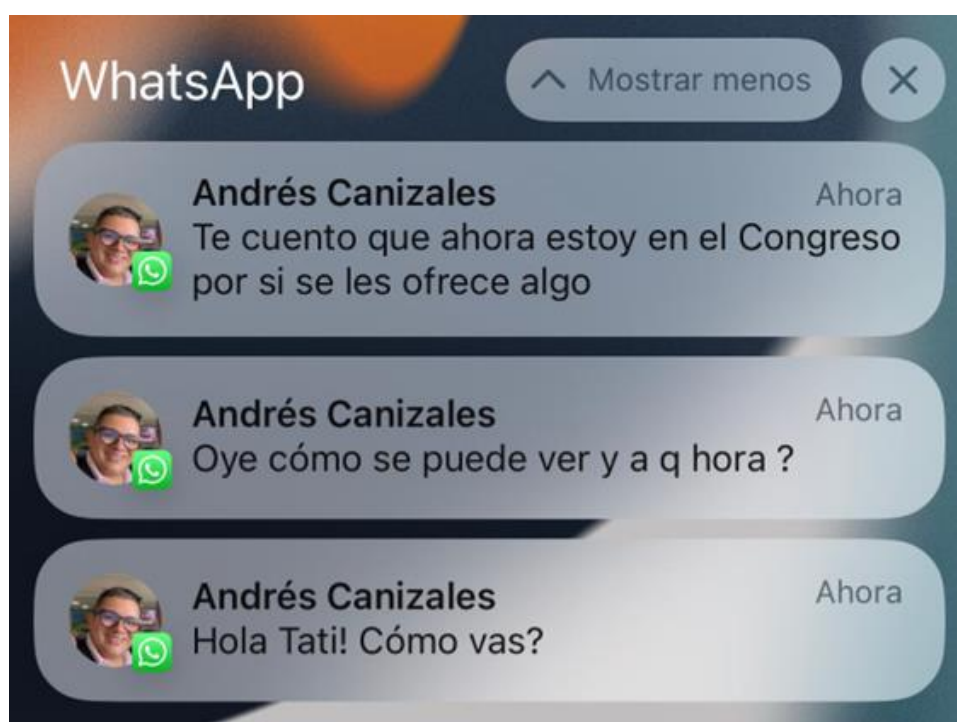 WhatsApp
Mostrar menos
Andrés Canizales
Ahora
Te cuento que ahora estoy en el Congreso
por si se les ofrece algo
Andrés Canizales
Ahora
Oye cómo se puede ver y a q hora ?
Andrés Canizales
Ahora
Hola Tati! Cómo vas?